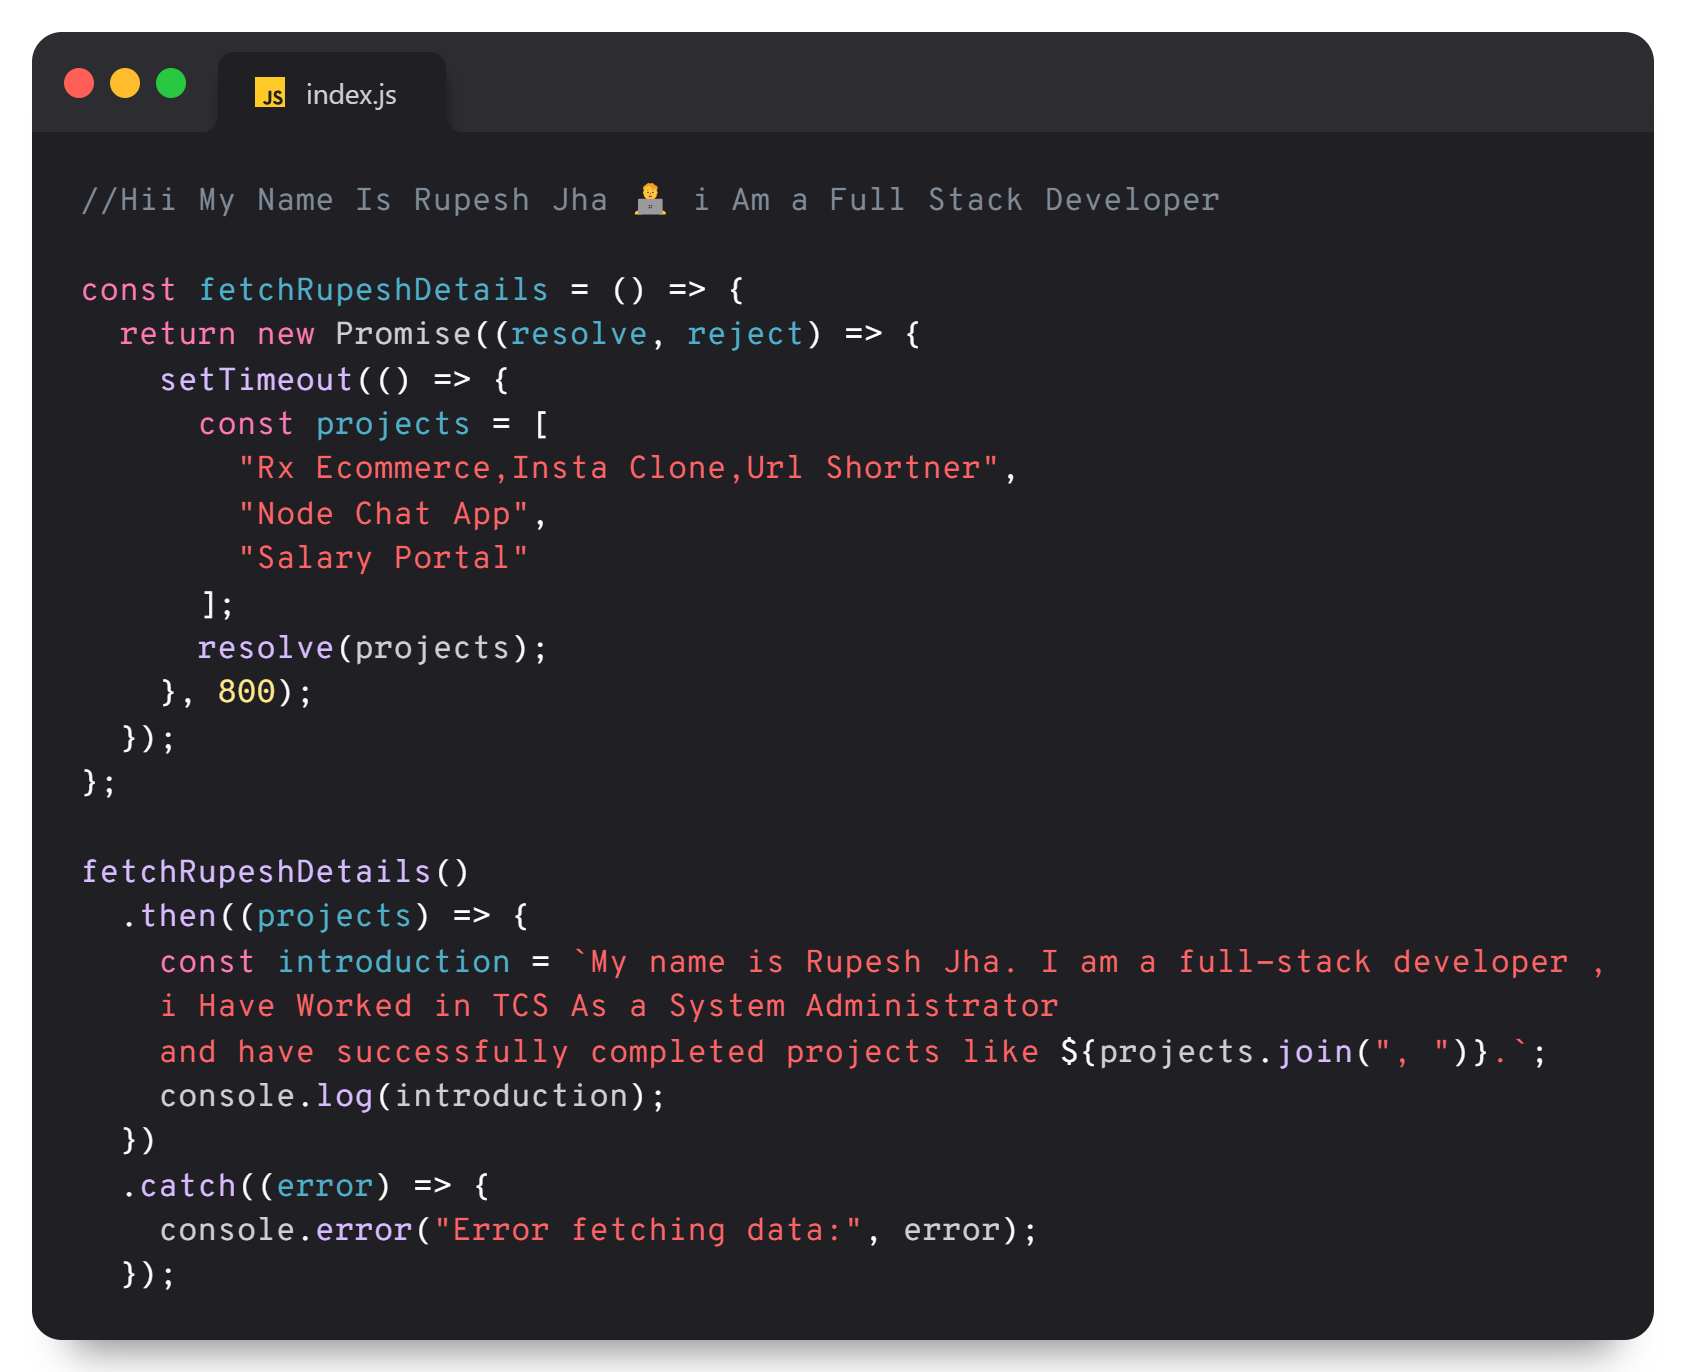 JS index.js
//Hii My Name Is Rupesh Jha 🧑‍💻 i Am a Full Stack Developer
const fetchRupeshDetails = () => {
  return new Promise((resolve, reject) => {
    setTimeout(() => {
      const projects = [
        "Rx Ecommerce,Insta Clone,Url Shortner",
        "Node Chat App",
        "Salary Portal"
      ];
      resolve(projects);
    }, 800);
  });
};
fetchRupeshDetails()
  .then((projects) => {
    const introduction = `My name is Rupesh Jha. I am a full-stack developer ,
    i Have Worked in TCS As a System Administrator
    and have successfully completed projects like ${projects.join(", ")}.`;
    console.log(introduction);
  })
  .catch((error) => {
    console.error("Error fetching data:", error);
  });